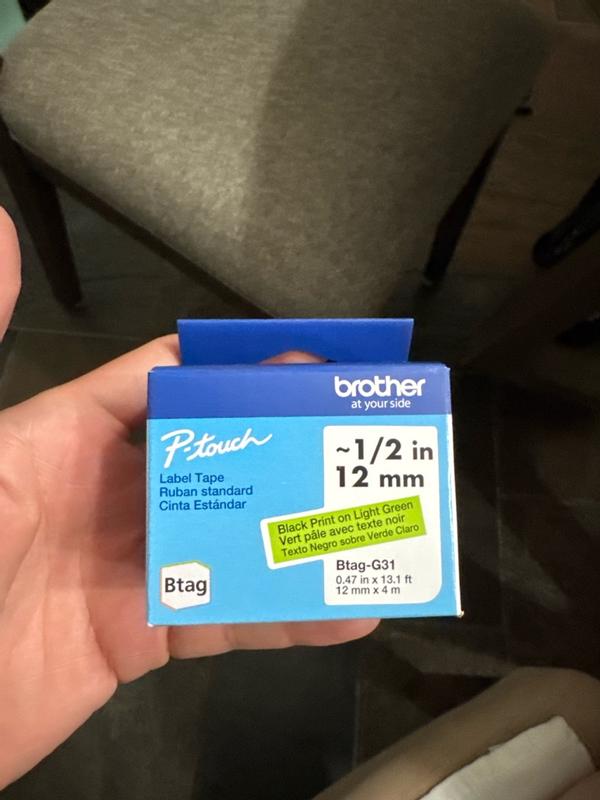 brother
at your side
P-touch
Label Tape
Ruban standard
Cinta Estándar
~1/2 in
12 mm
Black Print on Light Green
Vert pâle avec texte noir
Texto Negro sobre Verde Claro
Btag-G31
0.47 in x 13.1 ft
12 mm x 4 m
Btag